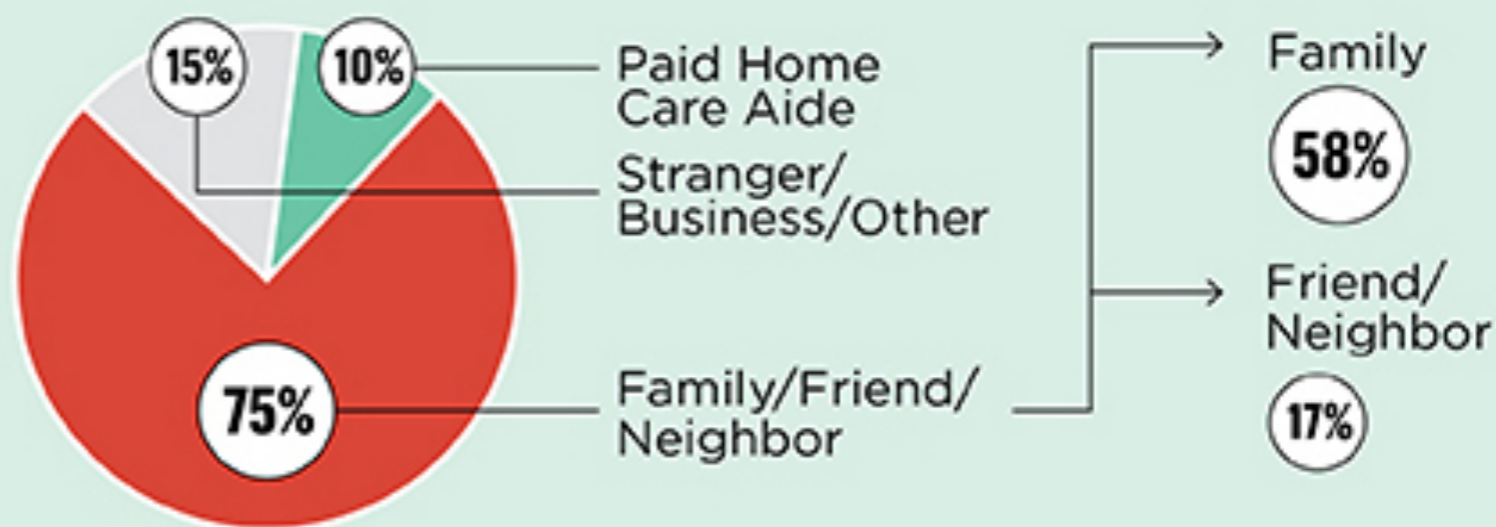 15%
10%
Paid Home
Care Aide
Stranger/
Business/Other
75%
Family/Friend/
Neighbor
Family
58%
Friend/
Neighbor
17%